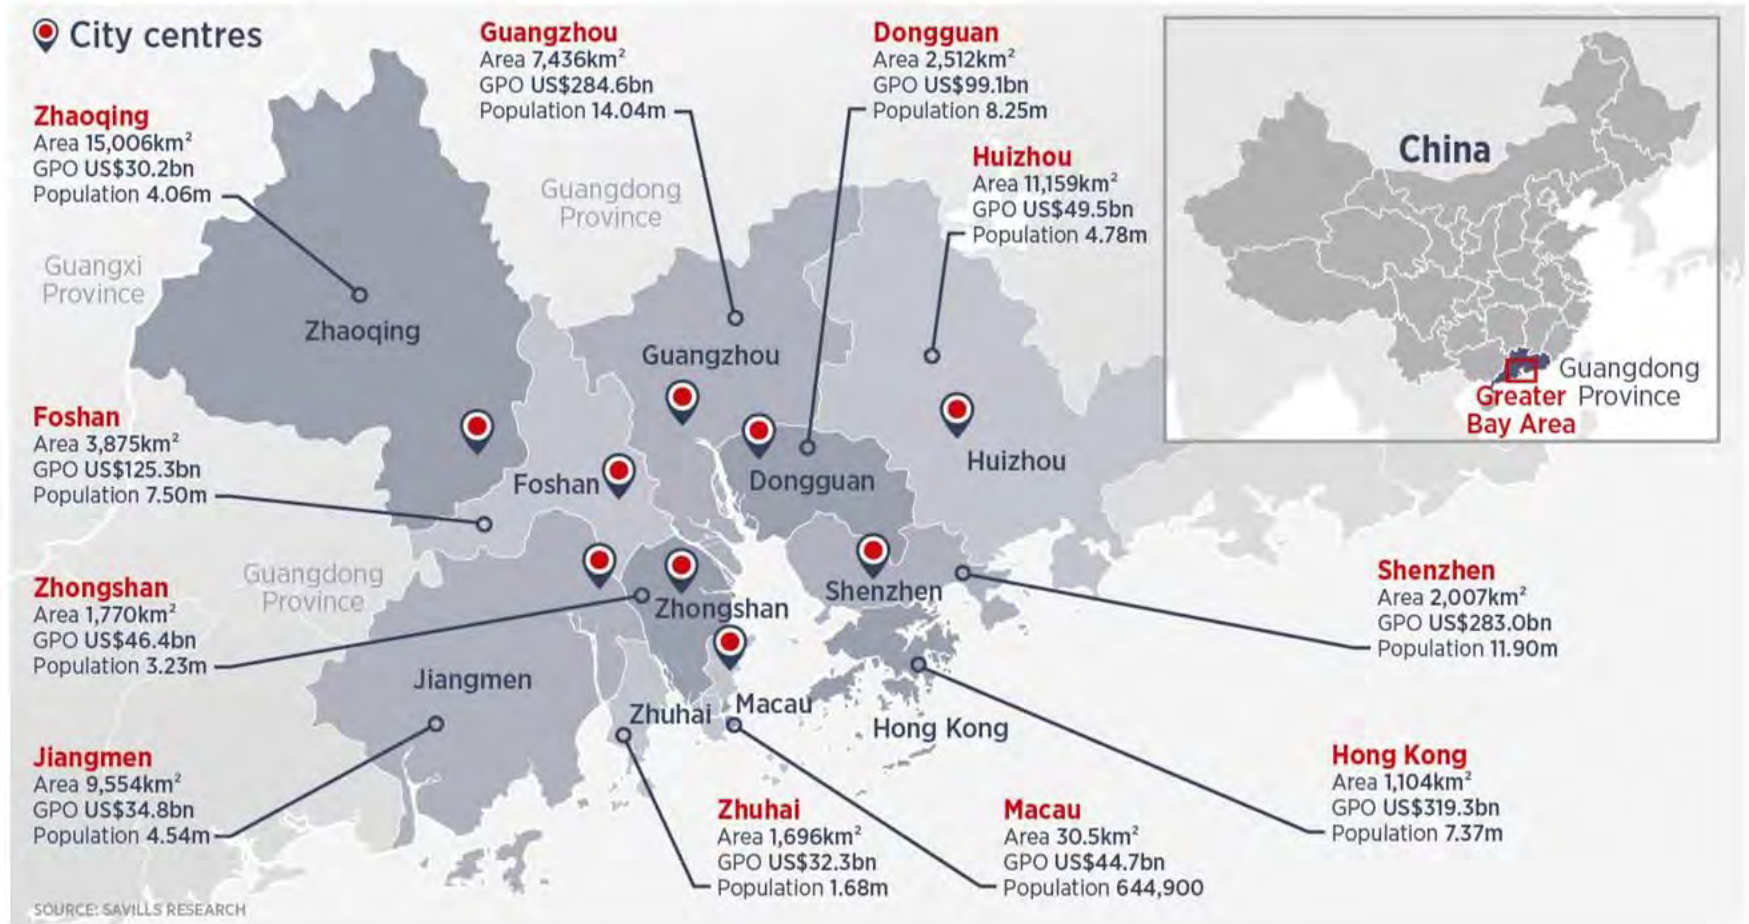 City centres
Zhaoqing
Area 15,006km²
GPO US$30.2bn
Population 4.06m
Guangzhou
Area 7,436km²
GPO US$284.6bn
Population 14.04m
Dongguan
Area 2,512km²
GPO US$99.1bn
Population 8.25m
Huizhou
Area 11,159km²
GPO US$49.5bn
Population 4.78m
China
Guangdong
Province
Greater
Bay Area
Guangdong
Province
Guangxi
Province
Zhaoqing
Guangzhou
Foshan
Area 3,875km²
GPO US$125.3bn
Population 7.50m
Foshan
Dongguan
Huizhou
Guangdong
Province
Zhongshan
Area 1,770km²
GPO US$46.4bn
Population 3.23m
Zhongshan
Shenzhen
Shenzhen
Area 2,007km²
GPO US$283.0bn
Population 11.90m
Jiangmen
Zhuhai
Macau
Hong Kong
Jiangmen
Area 9,554km²
GPO US$34.8bn
Population 4.54m
Zhuhai
Area 1,696km²
GPO US$32.3bn
Population 1.68m
Macau
Area 30.5km²
GPO US$44.7bn
Population 644,900
Hong Kong
Area 1,104km²
GPO US$319.3bn
Population 7.37m
SOURCE: SAVILLS RESEARCH